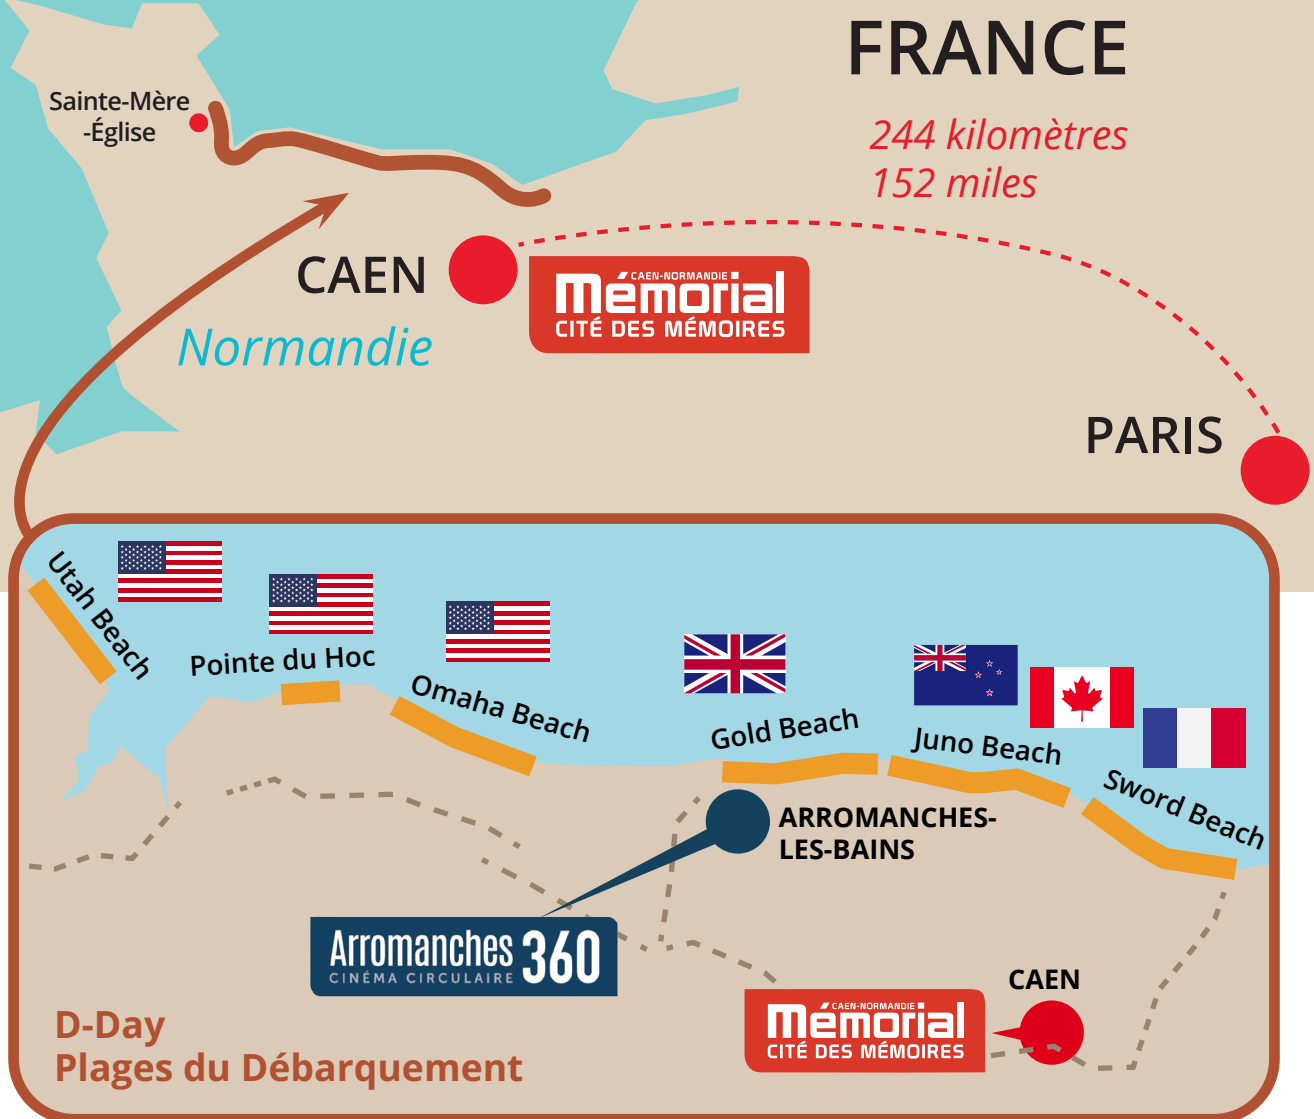 FRANCE
244 kilomètres
152 miles
Sainte-Mère
-Église
CAEN
Normandie
CAEN-NORMANDIE
Mémorial
CITÉ DES MÉMOIRES
PARIS
Utah Beach
Pointe du Hoc
Omaha Beach
Gold Beach
Juno Beach
Sword Beach
ARROMANCHES-
LES-BAINS
Arromanches 360
CINÉMA CIRCULAIRE
CAEN
CAEN-NORMANDIE
Mémorial
CITÉ DES MÉMOIRES
D-Day
Plages du Débarquement